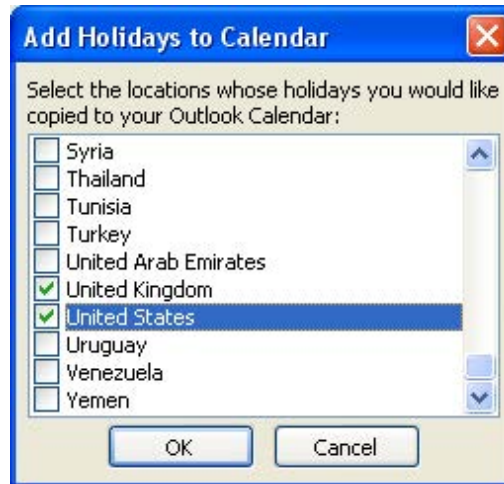 Add Holidays to Calendar
Select the locations whose holidays you would like
copied to your Outlook Calendar:
Syria
Thailand
Tunisia
Turkey
United Arab Emirates
United Kingdom
United States
Uruguay
Venezuela
Yemen
OK
Cancel